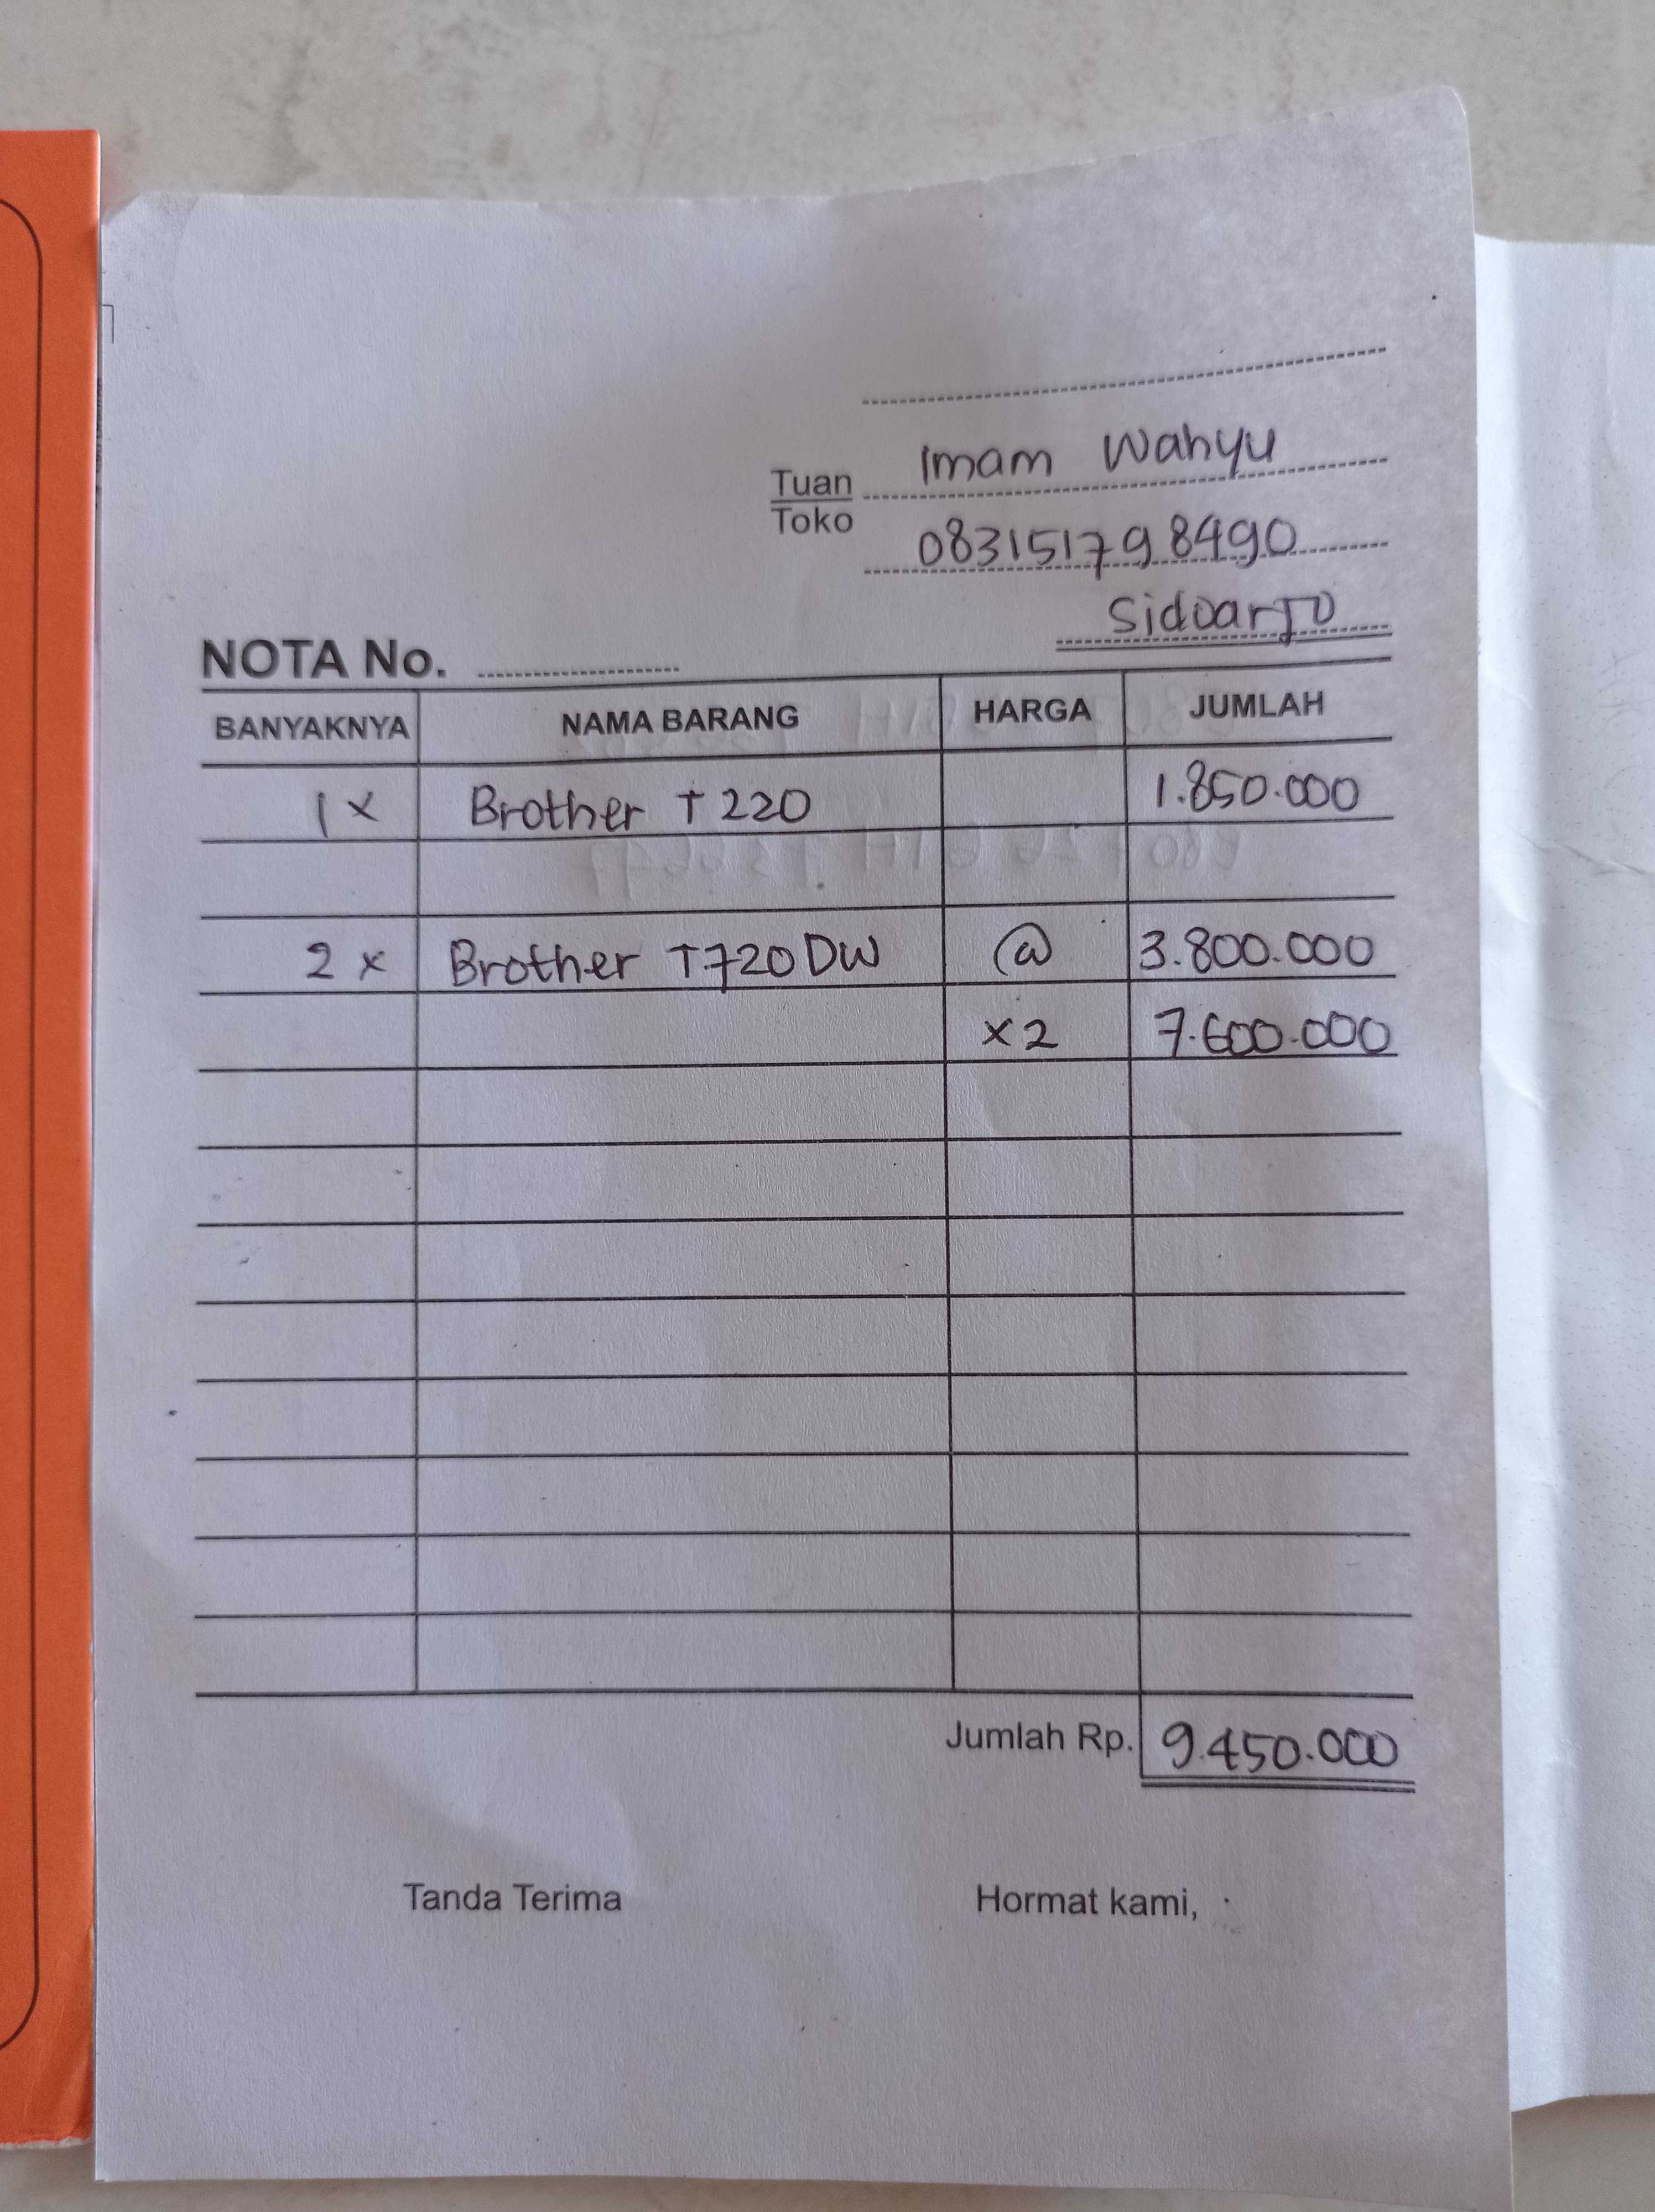 Imam Wahyu
Tuan
Toko
083151798490
Sidoarjo
NOTA No.
BANYAKNYA NAMA BARANG HARGA JUMLAH
1x Brother T220 1.850.000
2x Brother T720DW @ 3.800.000
x2 7.600.000
Jumlah Rp. 9.450.000
Tanda Terima Hormat kami,